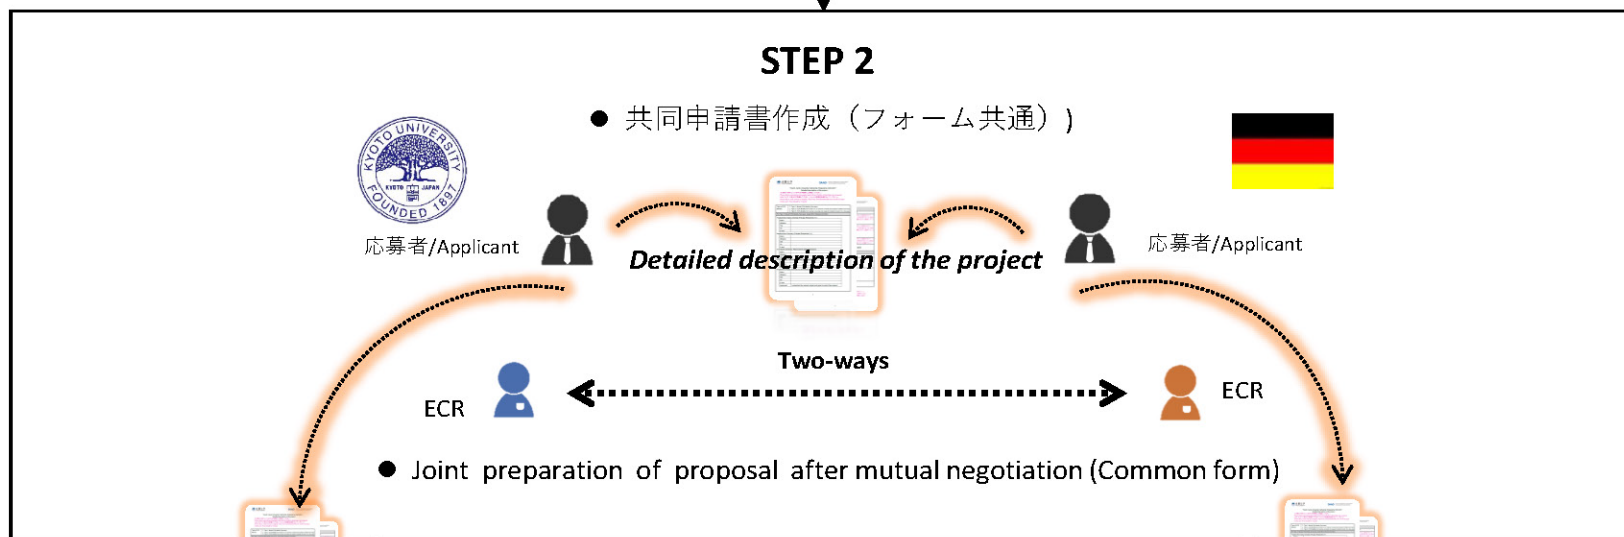 STEP 2
● 共同申請書作成（フォーム共通）)
KYOTO UNIVERSITY
KYOTO JAPAN
FOUNDED 1897
応募者/Applicant
応募者/Applicant
Detailed description of the project
Two-ways
ECR
ECR
● Joint preparation of proposal after mutual negotiation (Common form)